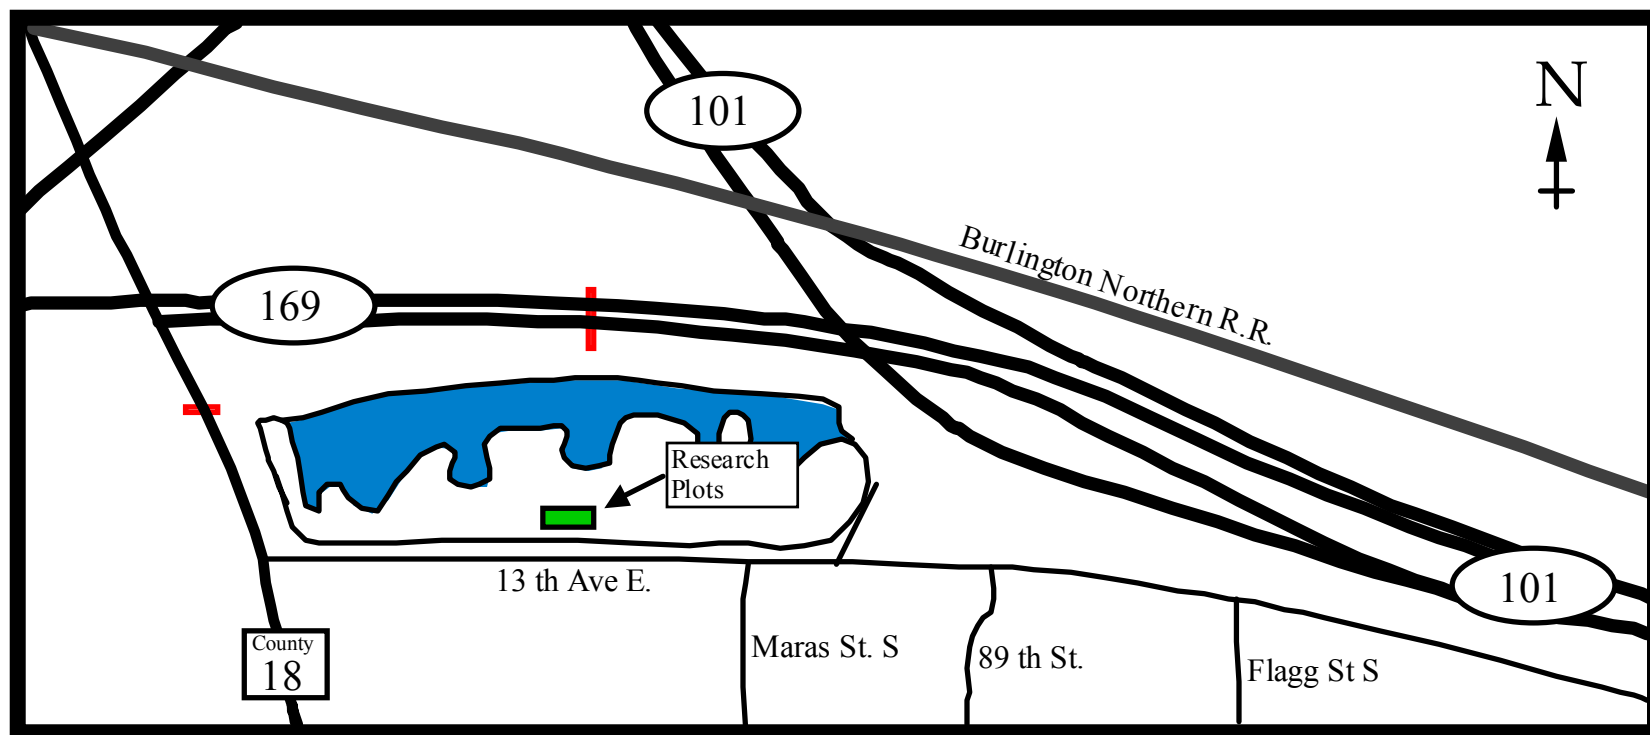 101
N
Burlington Northern R.R.
169
Research
Plots
13 th Ave E.
101
Maras St. S
89 th St.
Flagg St S
County
18